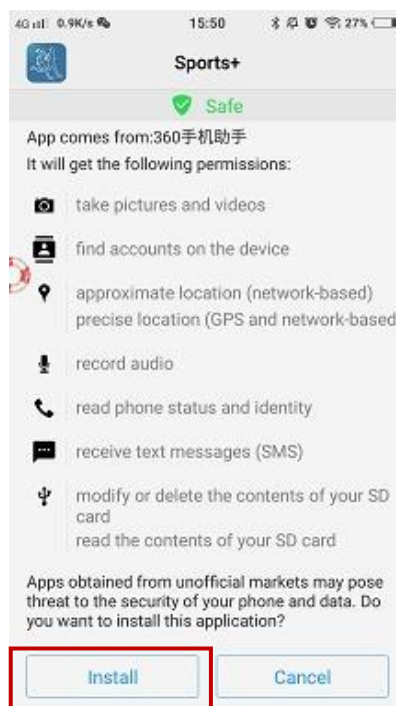 4G 0.9K/s 15:50 27%
Sports+
Safe
App comes from:360手机助手
It will get the following permissions:
take pictures and videos
find accounts on the device
approximate location (network-based)
precise location (GPS and network-based
record audio
read phone status and identity
receive text messages (SMS)
modify or delete the contents of your SD
card
read the contents of your SD card
Apps obtained from unofficial markets may pose
threat to the security of your phone and data. Do
you want to install this application?
Install Cancel